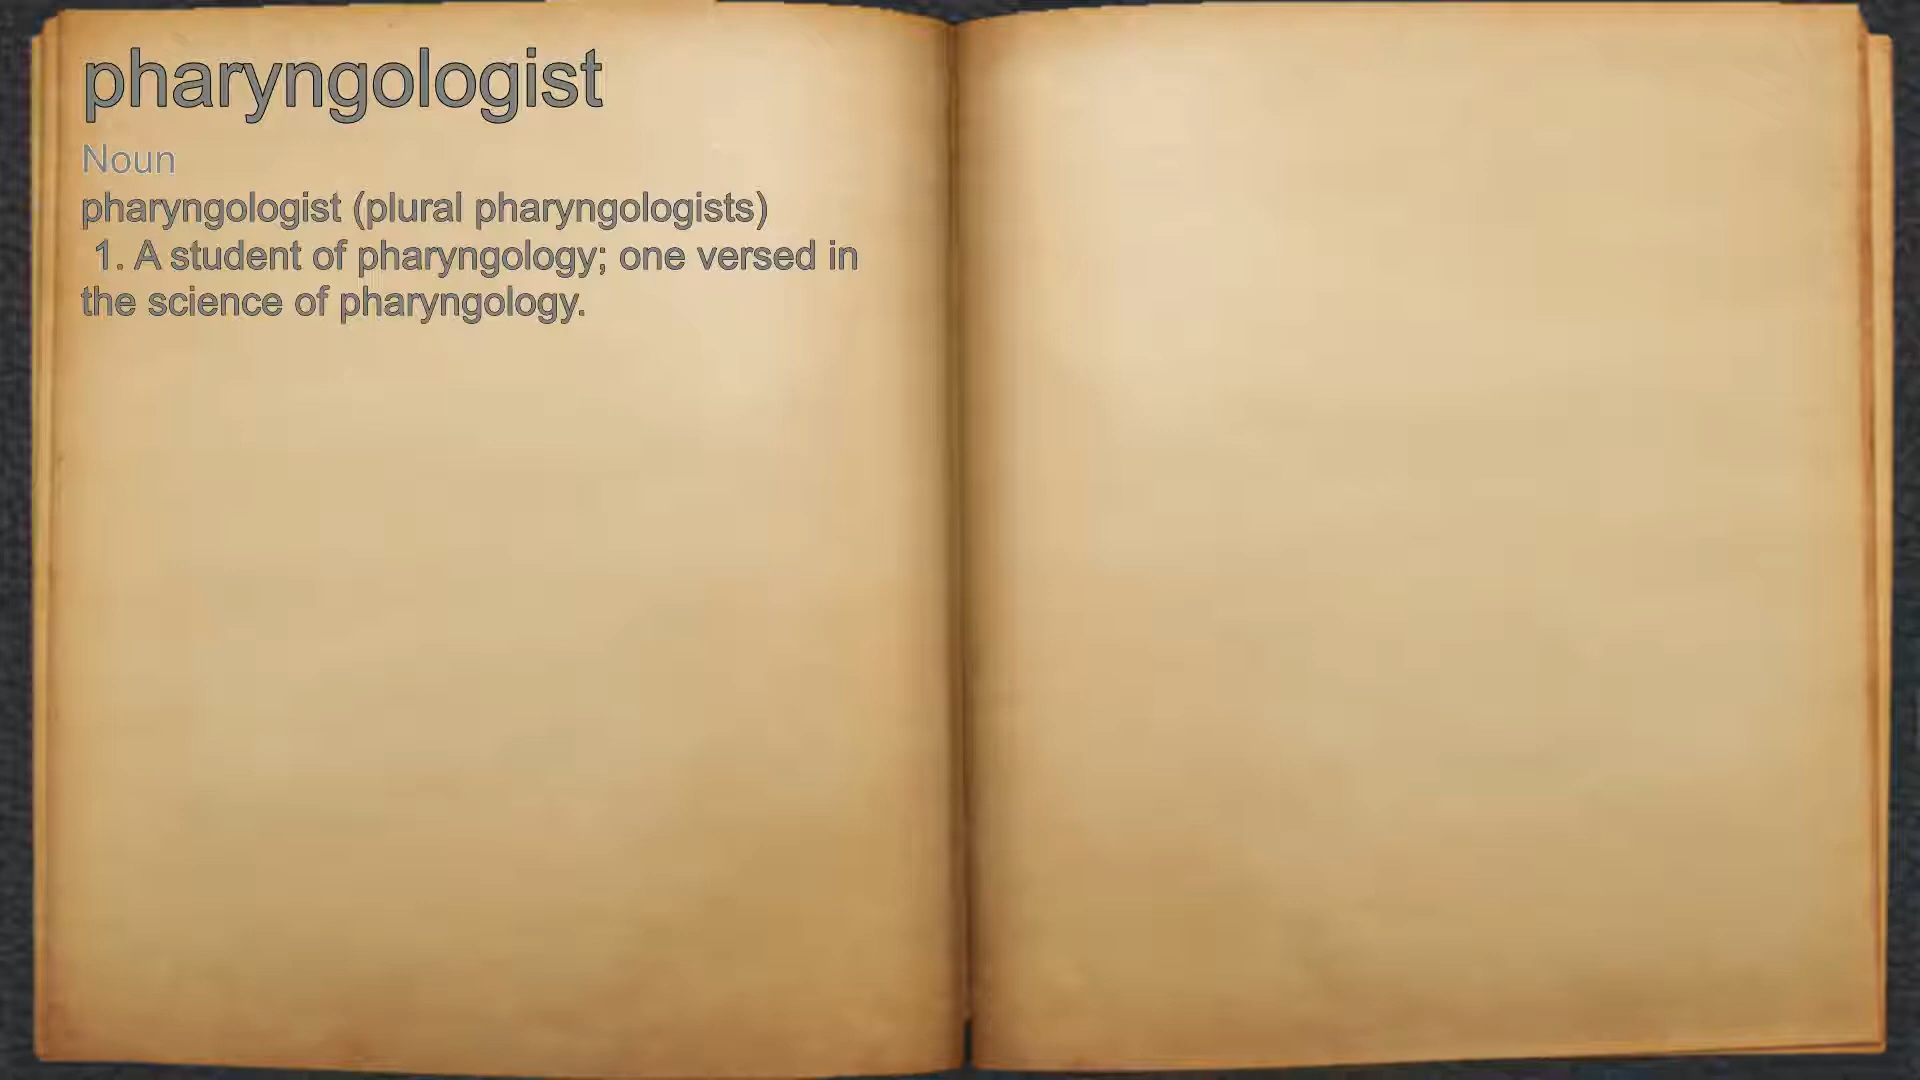 pharyngologist
Noun
pharyngologist (plural pharyngologists)
1. A student of pharyngology; one versed in
the science of pharyngology.